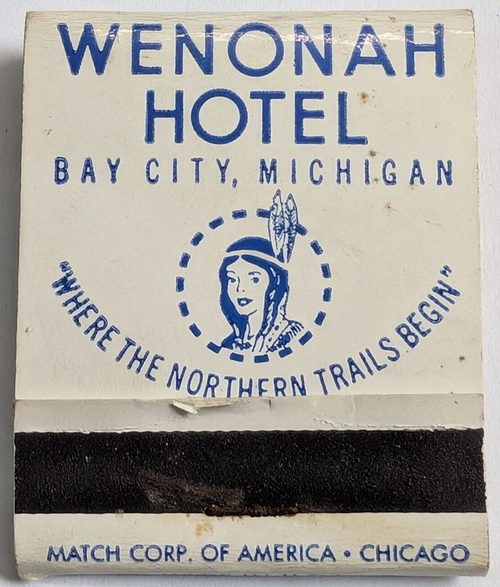 WENONAH
HOTEL
BAY CITY, MICHIGAN
"WHERE THE NORTHERN TRAILS BEGIN"
MATCH CORP. OF AMERICA • CHICAGO